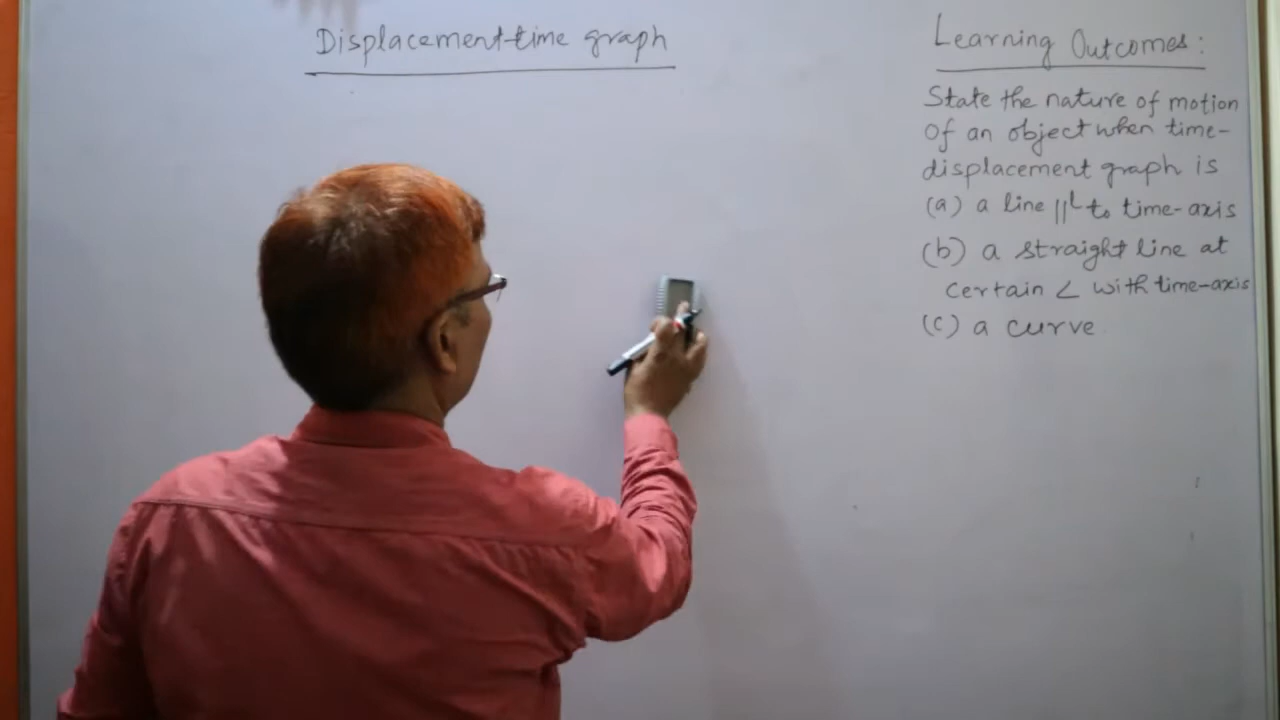 Displacement-time graph
Learning Outcomes:
State the nature of motion
of an object when time-
displacement graph is
(a) a line ||ˡ to time-axis
(b) a straight line at
certain ∠ with time-axis
(c) a curve